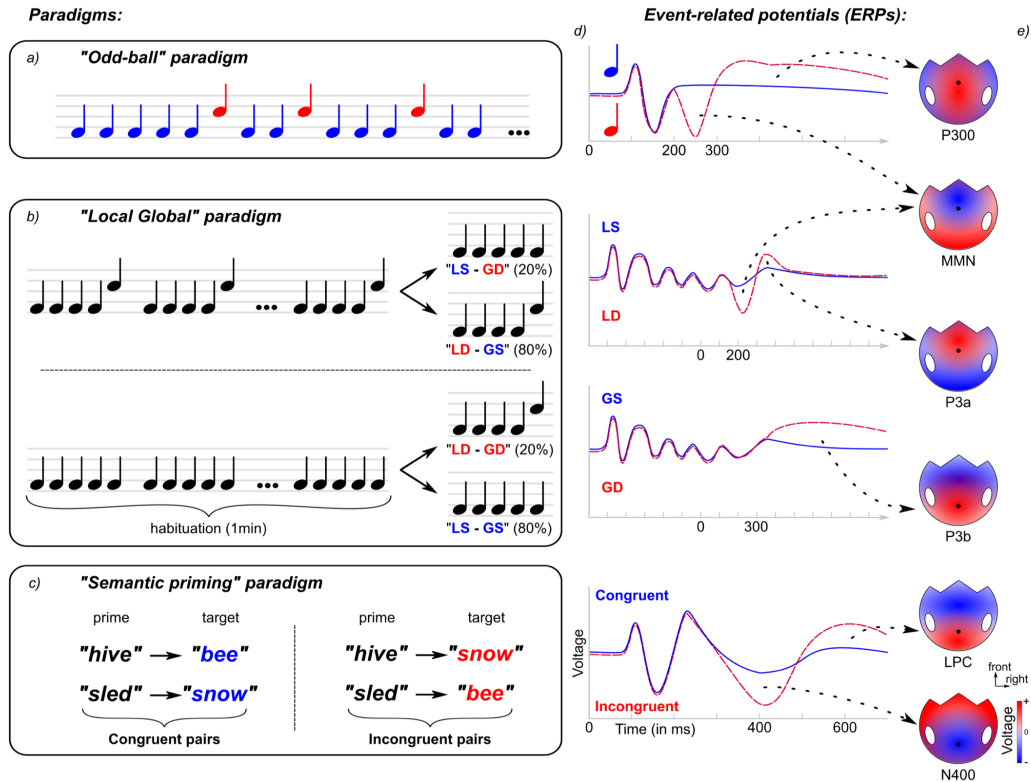 Paradigms:
Event-related potentials (ERPs):
a)
"Odd-ball" paradigm
b)
"Local Global" paradigm
"LS - GD" (20%)
"LD - GS" (80%)
"LD - GD" (20%)
"LS - GS" (80%)
habituation (1min)
c)
"Semantic priming" paradigm
prime target
"hive" "bee"
"sled" "snow"
Congruent pairs
prime target
"hive" "snow"
"sled" "bee"
Incongruent pairs
d)
0 200 300
LS
LD
0 200
GS
GD
0 300
Congruent
Incongruent
Voltage
0 Time (in ms) 400 600
e)
P300
MMN
P3a
P3b
LPC
front
right
N400
Voltage
+
0
-